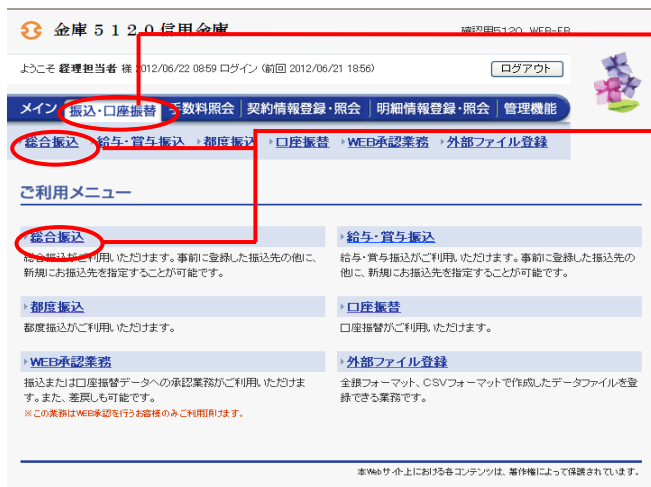 金庫５１２０信用金庫
確認用5120 WEB-FB
ようこそ 経理担当者 様 2012/06/22 08:59 ログイン （前回 2012/06/21 18:56）
ログアウト
メイン 振込・口座振替 手数料照会 契約情報登録・照会 明細情報登録・照会 管理機能
総合振込 給与・賞与振込 都度振込 口座振替 WEB承認業務 外部ファイル登録
ご利用メニュー
総合振込 給与・賞与振込
総合振込がご利用いただけます。事前に登録した振込先の他に、
新規にお振込先を指定することが可能です。
給与・賞与振込がご利用いただけます。事前に登録した振込先の
他に、新規にお振込先を指定することが可能です。
都度振込 口座振替
都度振込がご利用いただけます。 口座振替がご利用いただけます。
WEB承認業務 外部ファイル登録
振込または口座振替データへの承認業務がご利用いただけま
す。また、差戻しも可能です。
※この業務はWEB承認を行うお客様のみご利用頂けます。
全銀フォーマット、CSVフォーマットで作成したデータファイルを登
録できる業務です。
本Webサイト上における各コンテンツは、著作権によって保護されています。